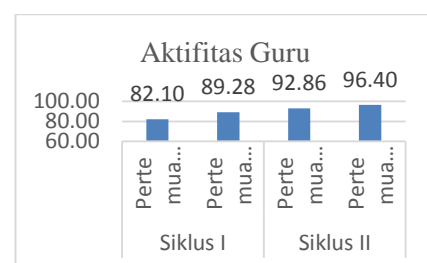 Aktifitas Guru
82.10 89.28 92.86 96.40
100.00
80.00
60.00
Perte mua... Perte mua... Perte mua... Perte mua...
Siklus I Siklus II